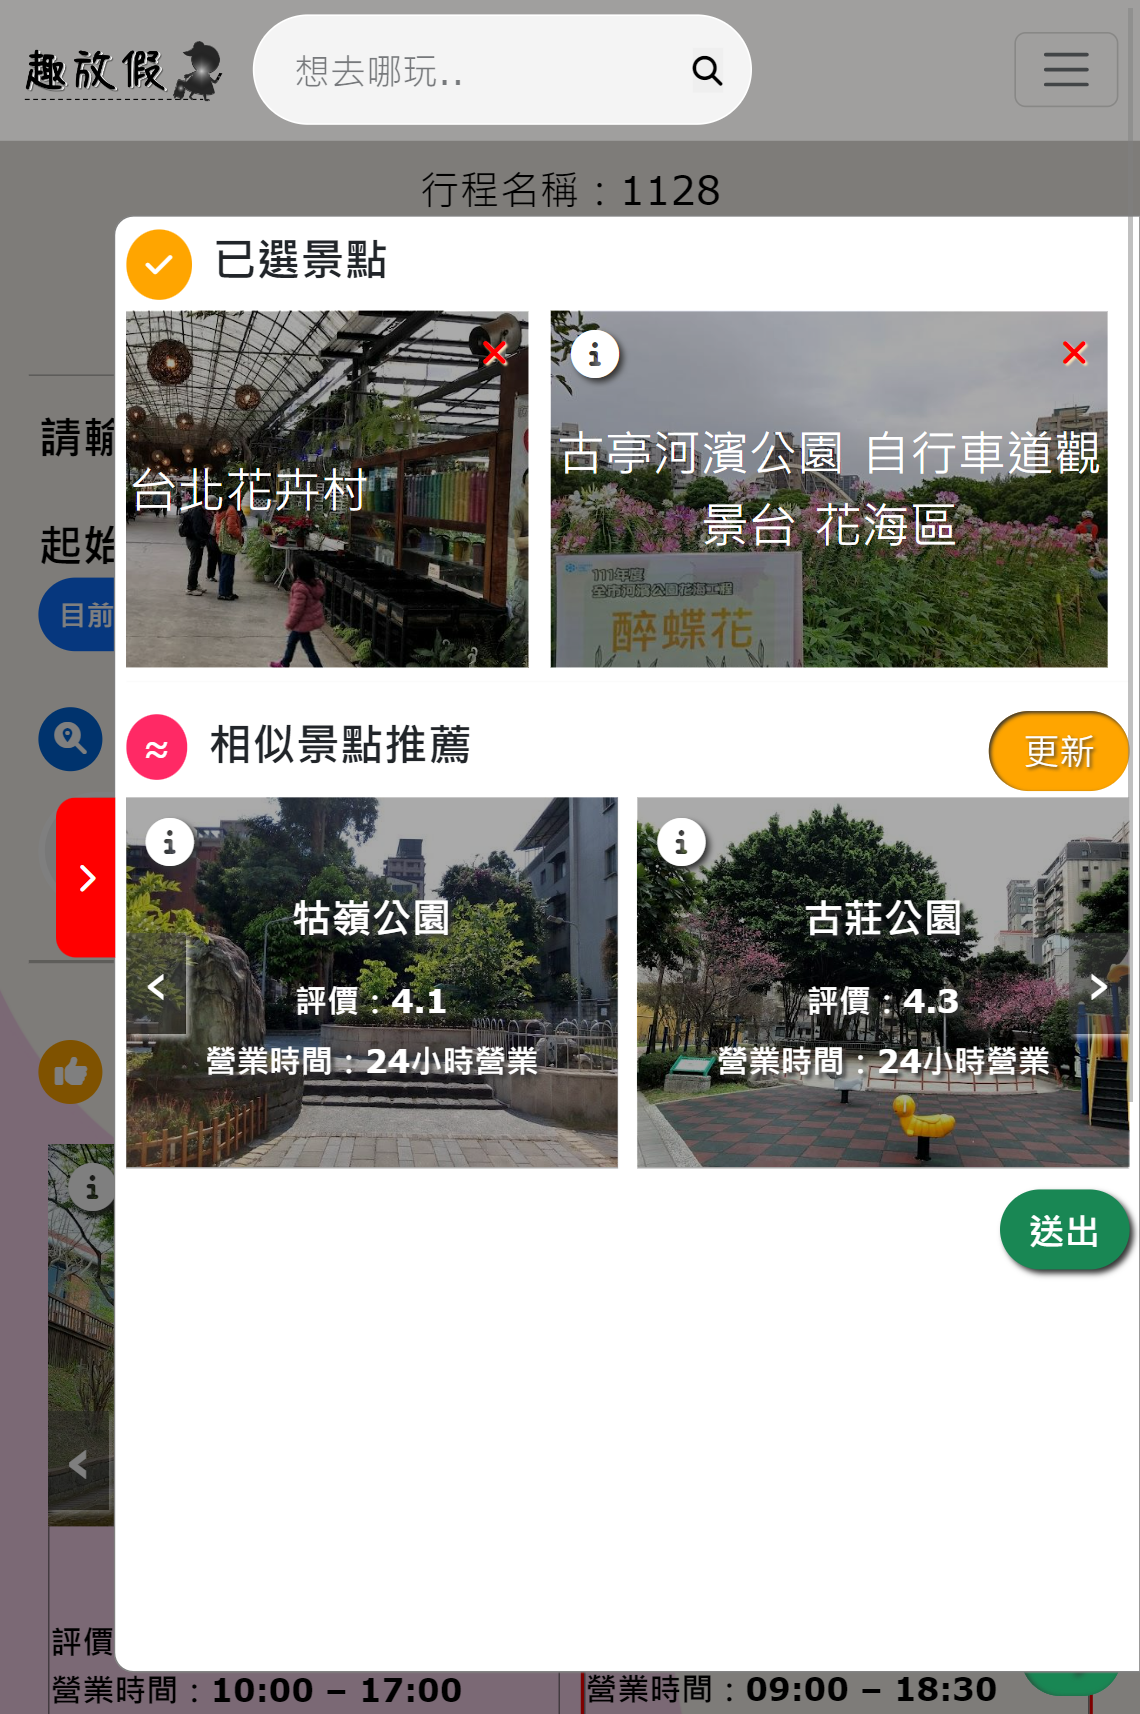 趣放假
想去哪玩..
行程名稱：1128
已選景點
台北花卉村
古亭河濱公園 自行車道觀
景台 花海區
111年度
全市河濱公園花海工程
醉蝶花
請輸
起始
目前
相似景點推薦
更新
牯嶺公園
評價：4.1
營業時間：24小時營業
古莊公園
評價：4.3
營業時間：24小時營業
送出
評價
營業時間：10:00 – 17:00
營業時間：09:00 – 18:30